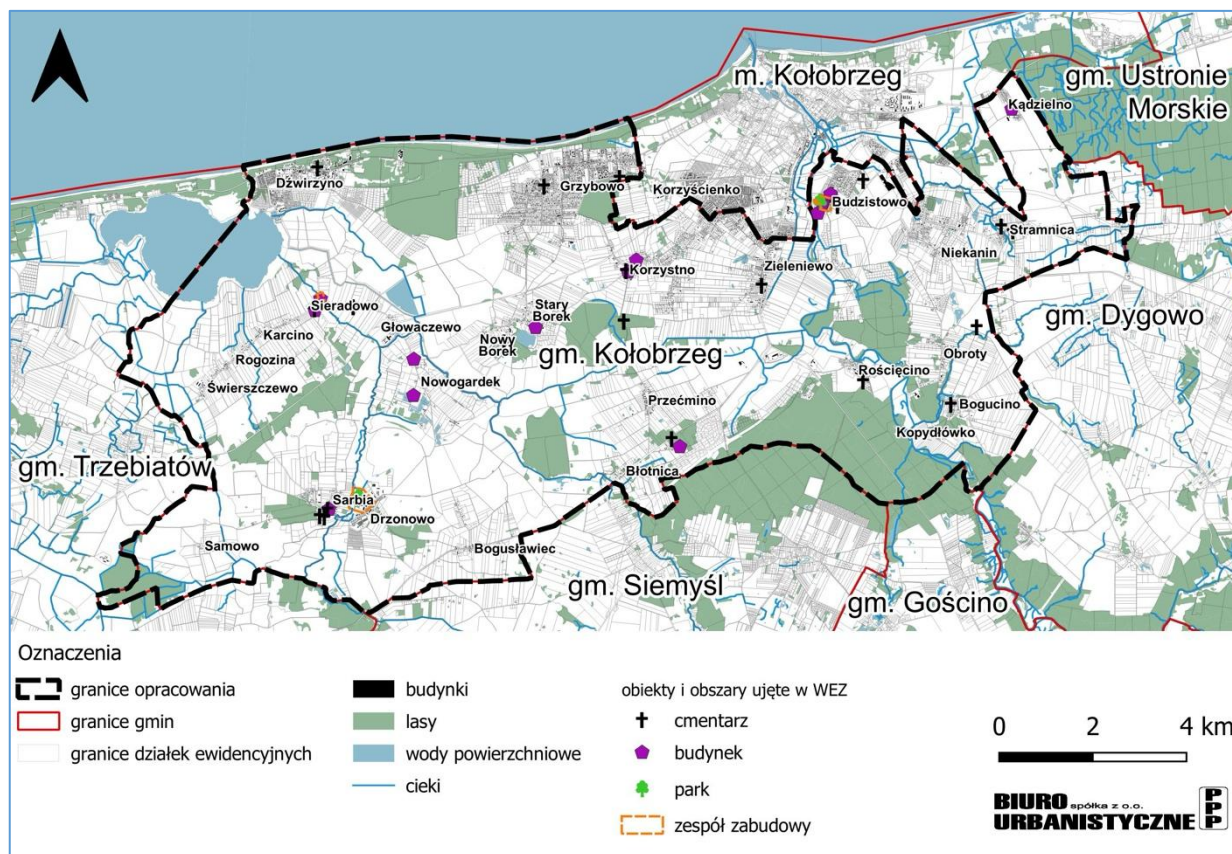 m. Kołobrzeg
gm. Ustronie
Morskie
Kądzielno
Dźwirzyno
Grzybowo
Korzyścienko
Budzistowo
Stramnica
Niekanin
Korzystno
Zieleniewo
Sieradowo
Stary
Borek
Głowaczewo
Karcino
Nowy
Borek
gm. Kołobrzeg
gm. Dygowo
Rogozina
Obroty
Świerszczewo
Nowogardek
Rościęcino
Przećmino
Bogucino
Kopydłówko
gm. Trzebiatów
Błotnica
Sarbia
Drzonowo
Samowo
Bogusławiec
gm. Siemyśl
gm. Gościno
Oznaczenia
granice opracowania
granice gmin
granice działek ewidencyjnych
budynki
lasy
wody powierzchniowe
cieki
obiekty i obszary ujęte w WEZ
cmentarz
budynek
park
zespół zabudowy
0 2 4 km
BIURO spółka z o.o.
URBANISTYCZNE
PPP